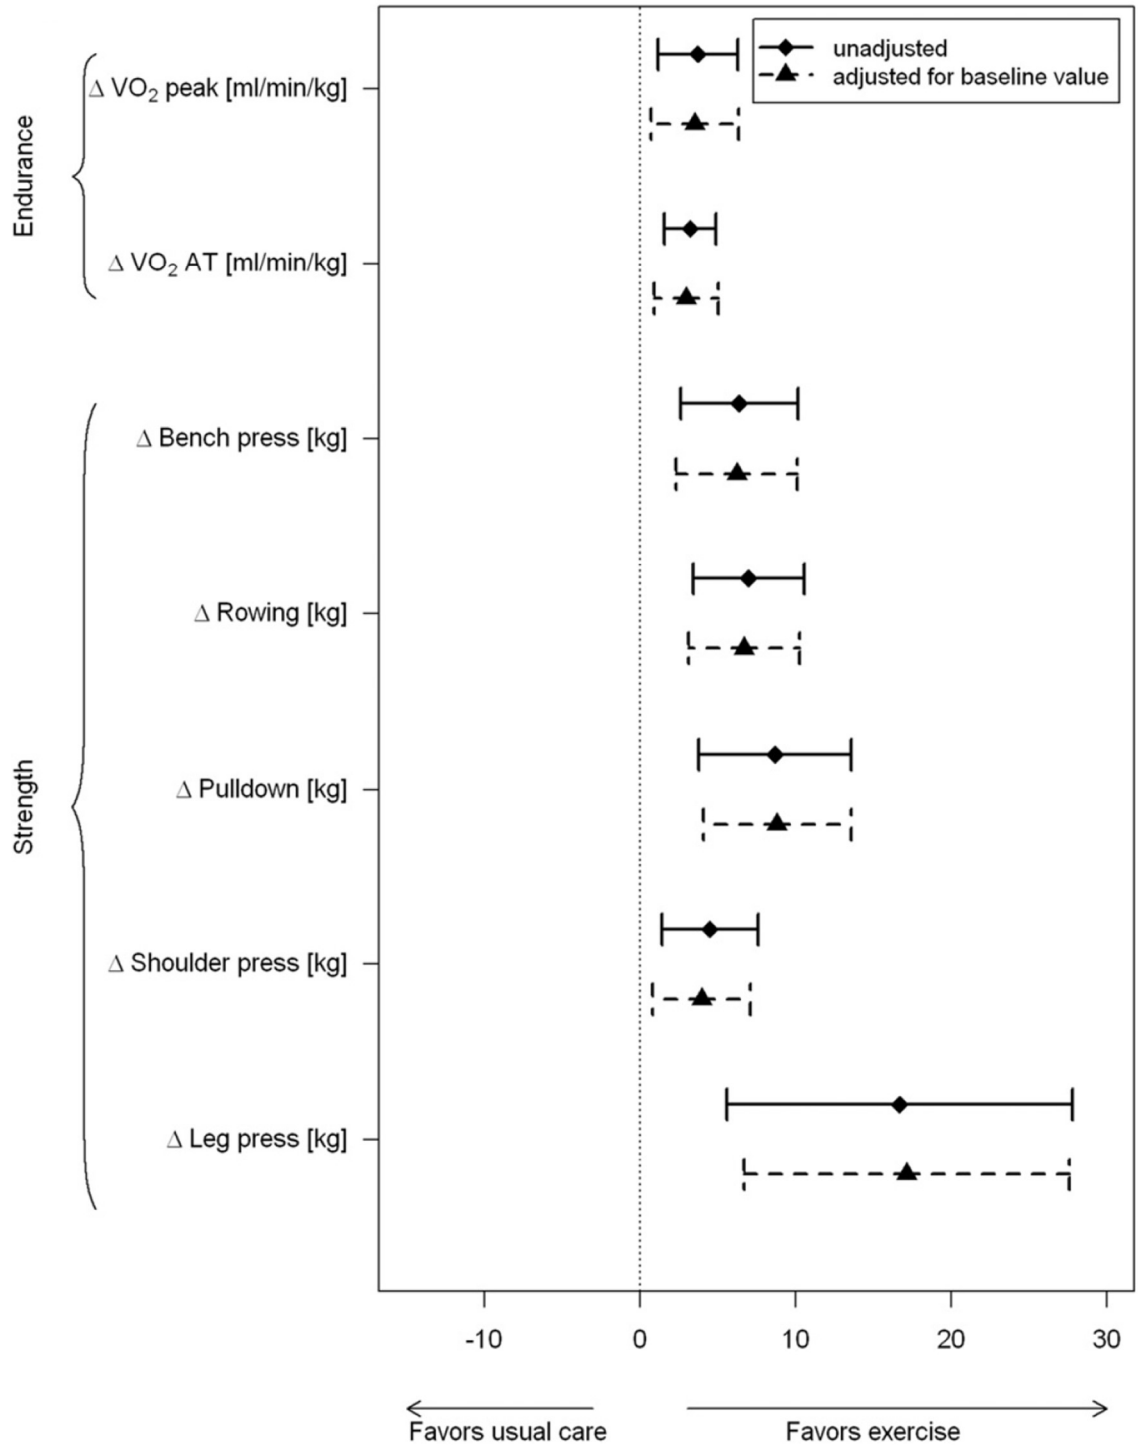 unadjusted
adjusted for baseline value
Endurance
Δ VO₂ peak [ml/min/kg]
Δ VO₂ AT [ml/min/kg]
Strength
Δ Bench press [kg]
Δ Rowing [kg]
Δ Pulldown [kg]
Δ Shoulder press [kg]
Δ Leg press [kg]
-10 0 10 20 30
Favors usual care Favors exercise